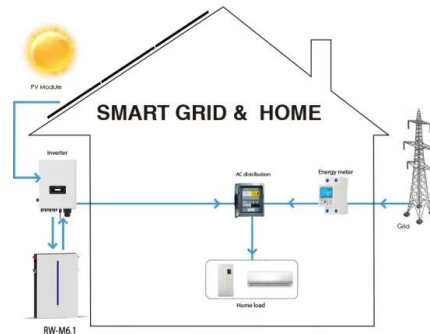 PV Module
SMART GRID & HOME
Inverter
AC distribution
Energy meter
Grid
Home load
RW-M6.1